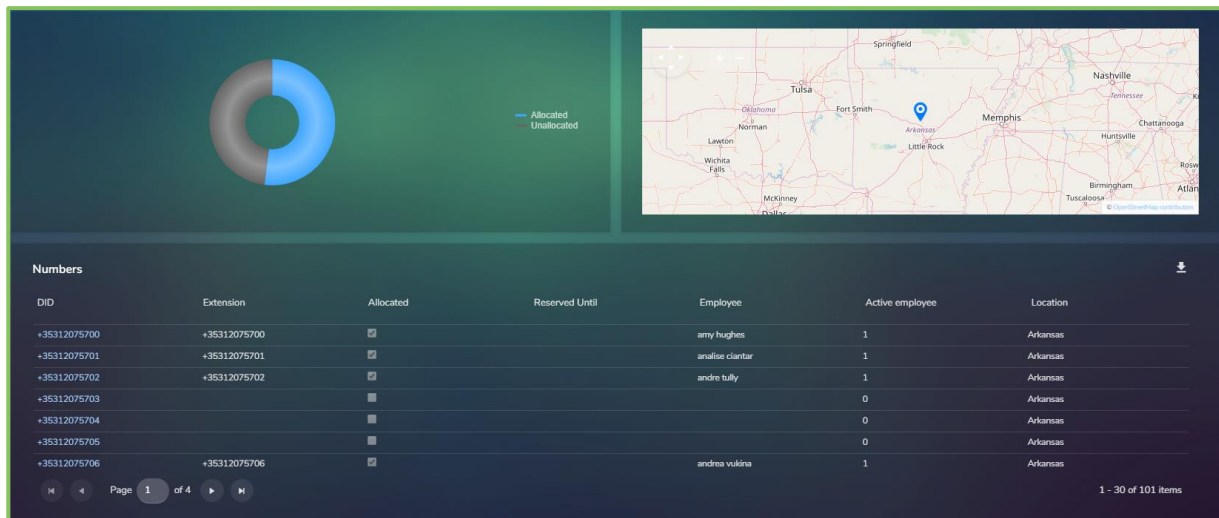 Allocated
Unallocated
Springfield
Nashville
Tulsa
Tennessee
Oklahoma
Fort Smith
Norman
Arkansas
Memphis
Chattanooga
Lawton
Little Rock
Huntsville
Wichita
Falls
Rosw
Birmingham
Atlan
McKinney
Tuscaloosa
Dallas
© OpenStreetMap contributors
Numbers
DID Extension Allocated Reserved Until Employee Active employee Location
+35312075700 +35312075700 amy hughes 1 Arkansas
+35312075701 +35312075701 analise ciantar 1 Arkansas
+35312075702 +35312075702 andre tully 1 Arkansas
+35312075703 0 Arkansas
+35312075704 0 Arkansas
+35312075705 0 Arkansas
+35312075706 +35312075706 andrea vukina 1 Arkansas
Page 1 of 4 1 - 30 of 101 items